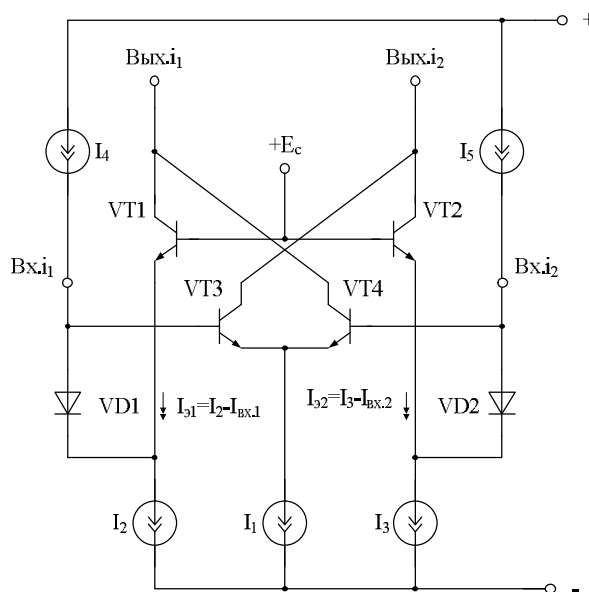 +
Вых.i₁
Вых.i₂
I₄
+Eс
I₅
VT1
VT2
Вх.i₁
VT3
VT4
Вх.i₂
VD1
Iэ1=I₂-Iвх.1
Iэ2=I₃-Iвх.2
VD2
I₂
I₁
I₃
-